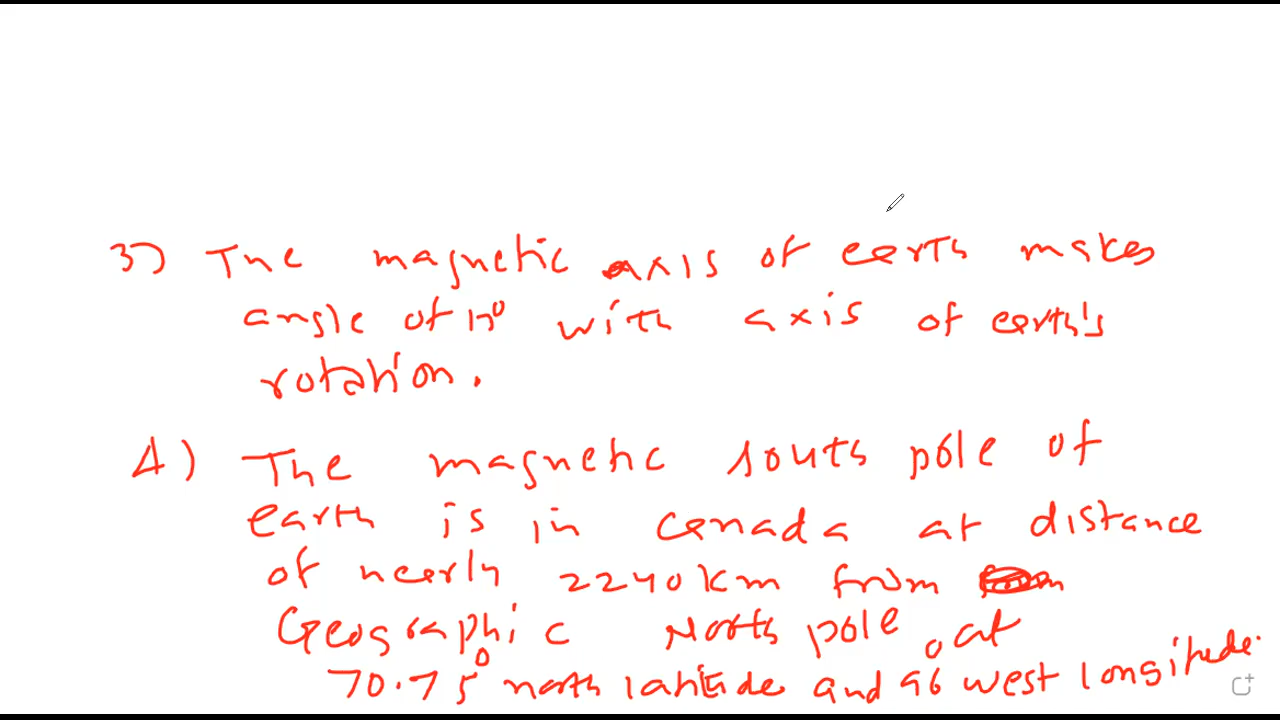 3) The magnetic axis of earth makes
angle of 17° with axis of earth's
rotation.
4) The magnetic south pole of
earth is in Canada at distance
of nearly 2240 km from
Geographic North pole at
70.75° north latitude and 96° west longitude.